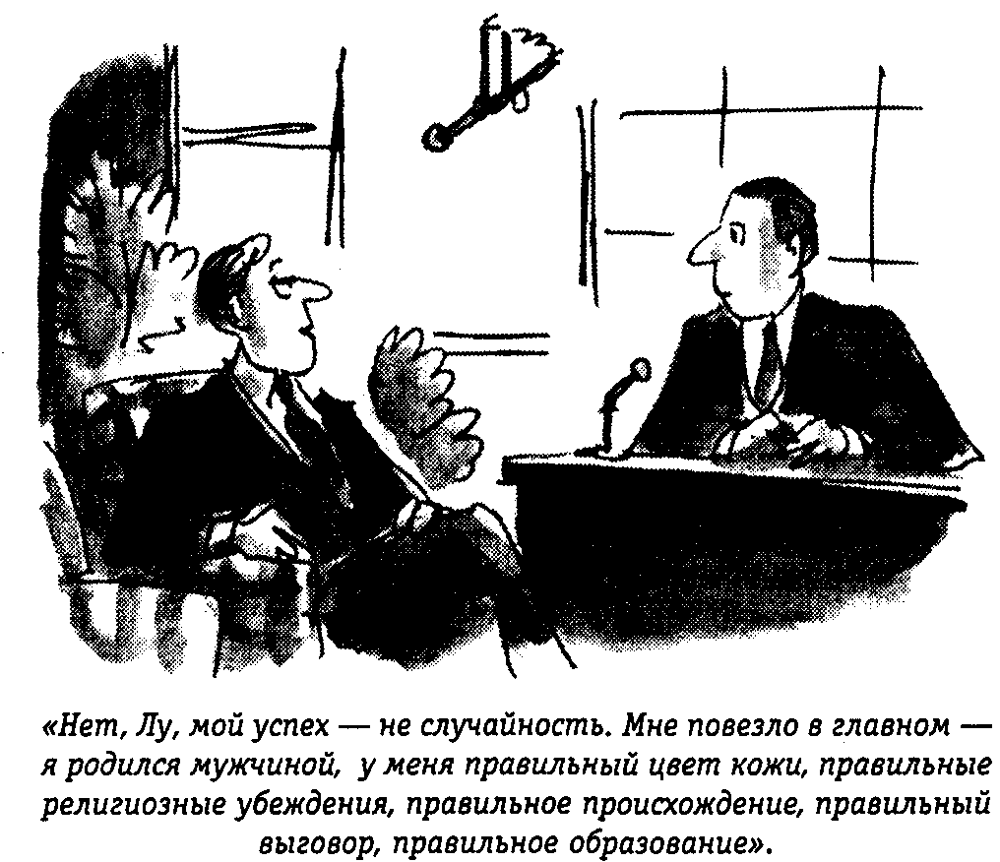 «Нет, Лу, мой успех — не случайность. Мне повезло в главном —
я родился мужчиной, у меня правильный цвет кожи, правильные
религиозные убеждения, правильное происхождение, правильный
выговор, правильное образование».